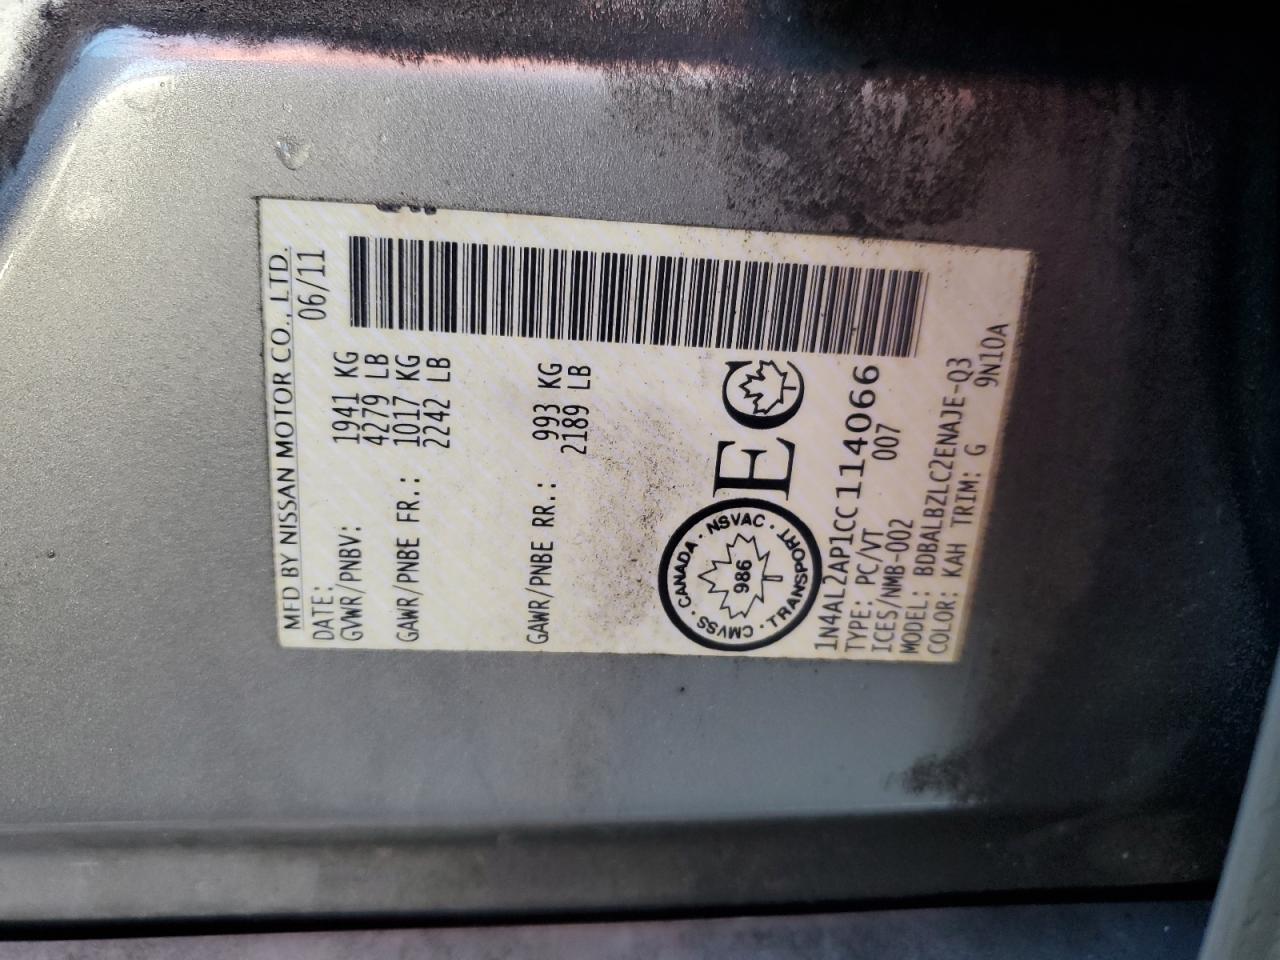 MFD BY NISSAN MOTOR CO., LTD.
DATE: 06/11
GVWR/PNBV: 1941 KG
4279 LB
GAWR/PNBE FR.: 1017 KG
2242 LB
GAWR/PNBE RR.: 993 KG
2189 LB
CANADA · NSVAC · TRANSPORT · CMVSS ·
986
EC
1N4AL2AP1CC114066
TYPE: PC/VT 007
ICES/NMB-002
MODEL: BDBALBZLC2ENAJE-03
COLOR: KAH TRIM: G 9N10A